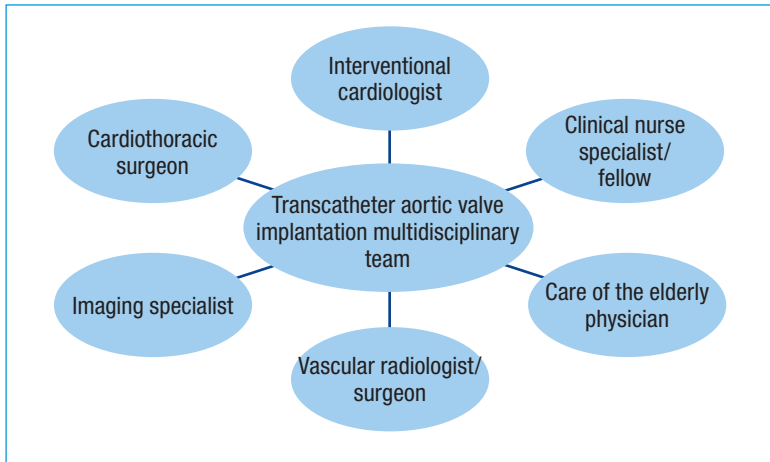 Interventional
cardiologist
Cardiothoracic
surgeon
Clinical nurse
specialist/
fellow
Transcatheter aortic valve
implantation multidisciplinary
team
Imaging specialist
Care of the elderly
physician
Vascular radiologist/
surgeon